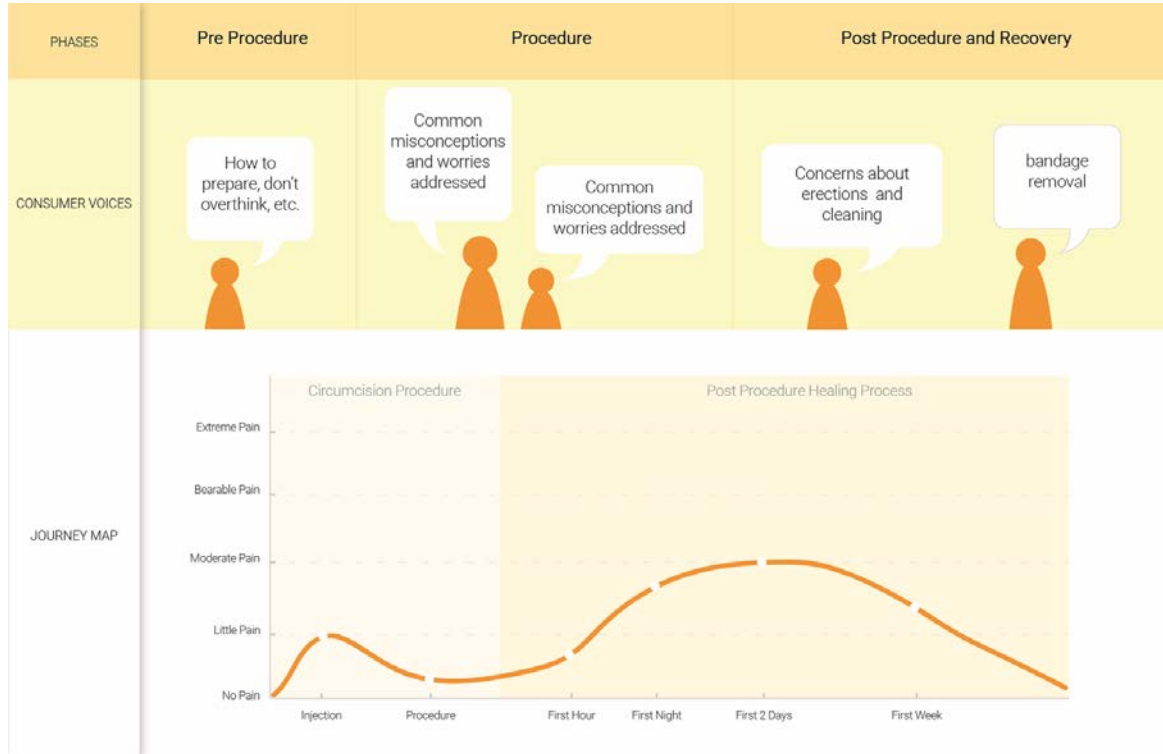 PHASES
Pre Procedure
Procedure
Post Procedure and Recovery
CONSUMER VOICES
How to
prepare, don't
overthink, etc.
Common
misconceptions
and worries
addressed
Common
misconceptions and
worries addressed
Concerns about
erections and
cleaning
bandage
removal
JOURNEY MAP
Circumcision Procedure
Post Procedure Healing Process
Extreme Pain
Bearable Pain
Moderate Pain
Little Pain
No Pain
Injection
Procedure
First Hour
First Night
First 2 Days
First Week